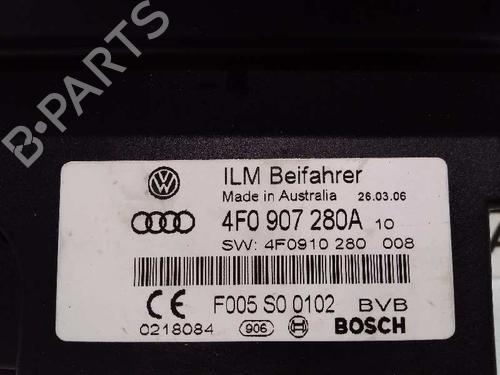 B-PARTS
ILM Beifahrer
Made in Australia 26.03.06
4F0 907 280A 10
SW: 4F0910 280 008
CE F005 S0 0102 BVB
0218084 906 BOSCH